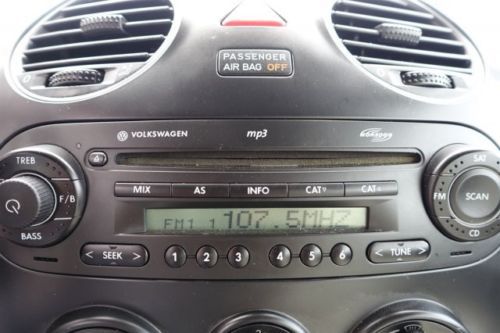 PASSENGER
AIR BAG OFF
VOLKSWAGEN
mp3
MONSOON
TREB
F/B
BASS
MIX
AS
INFO
CAT
CAT
FM1 1 107.5MHZ
SEEK
1 2 3 4 5 6
TUNE
SAT
FM
SCAN
CD